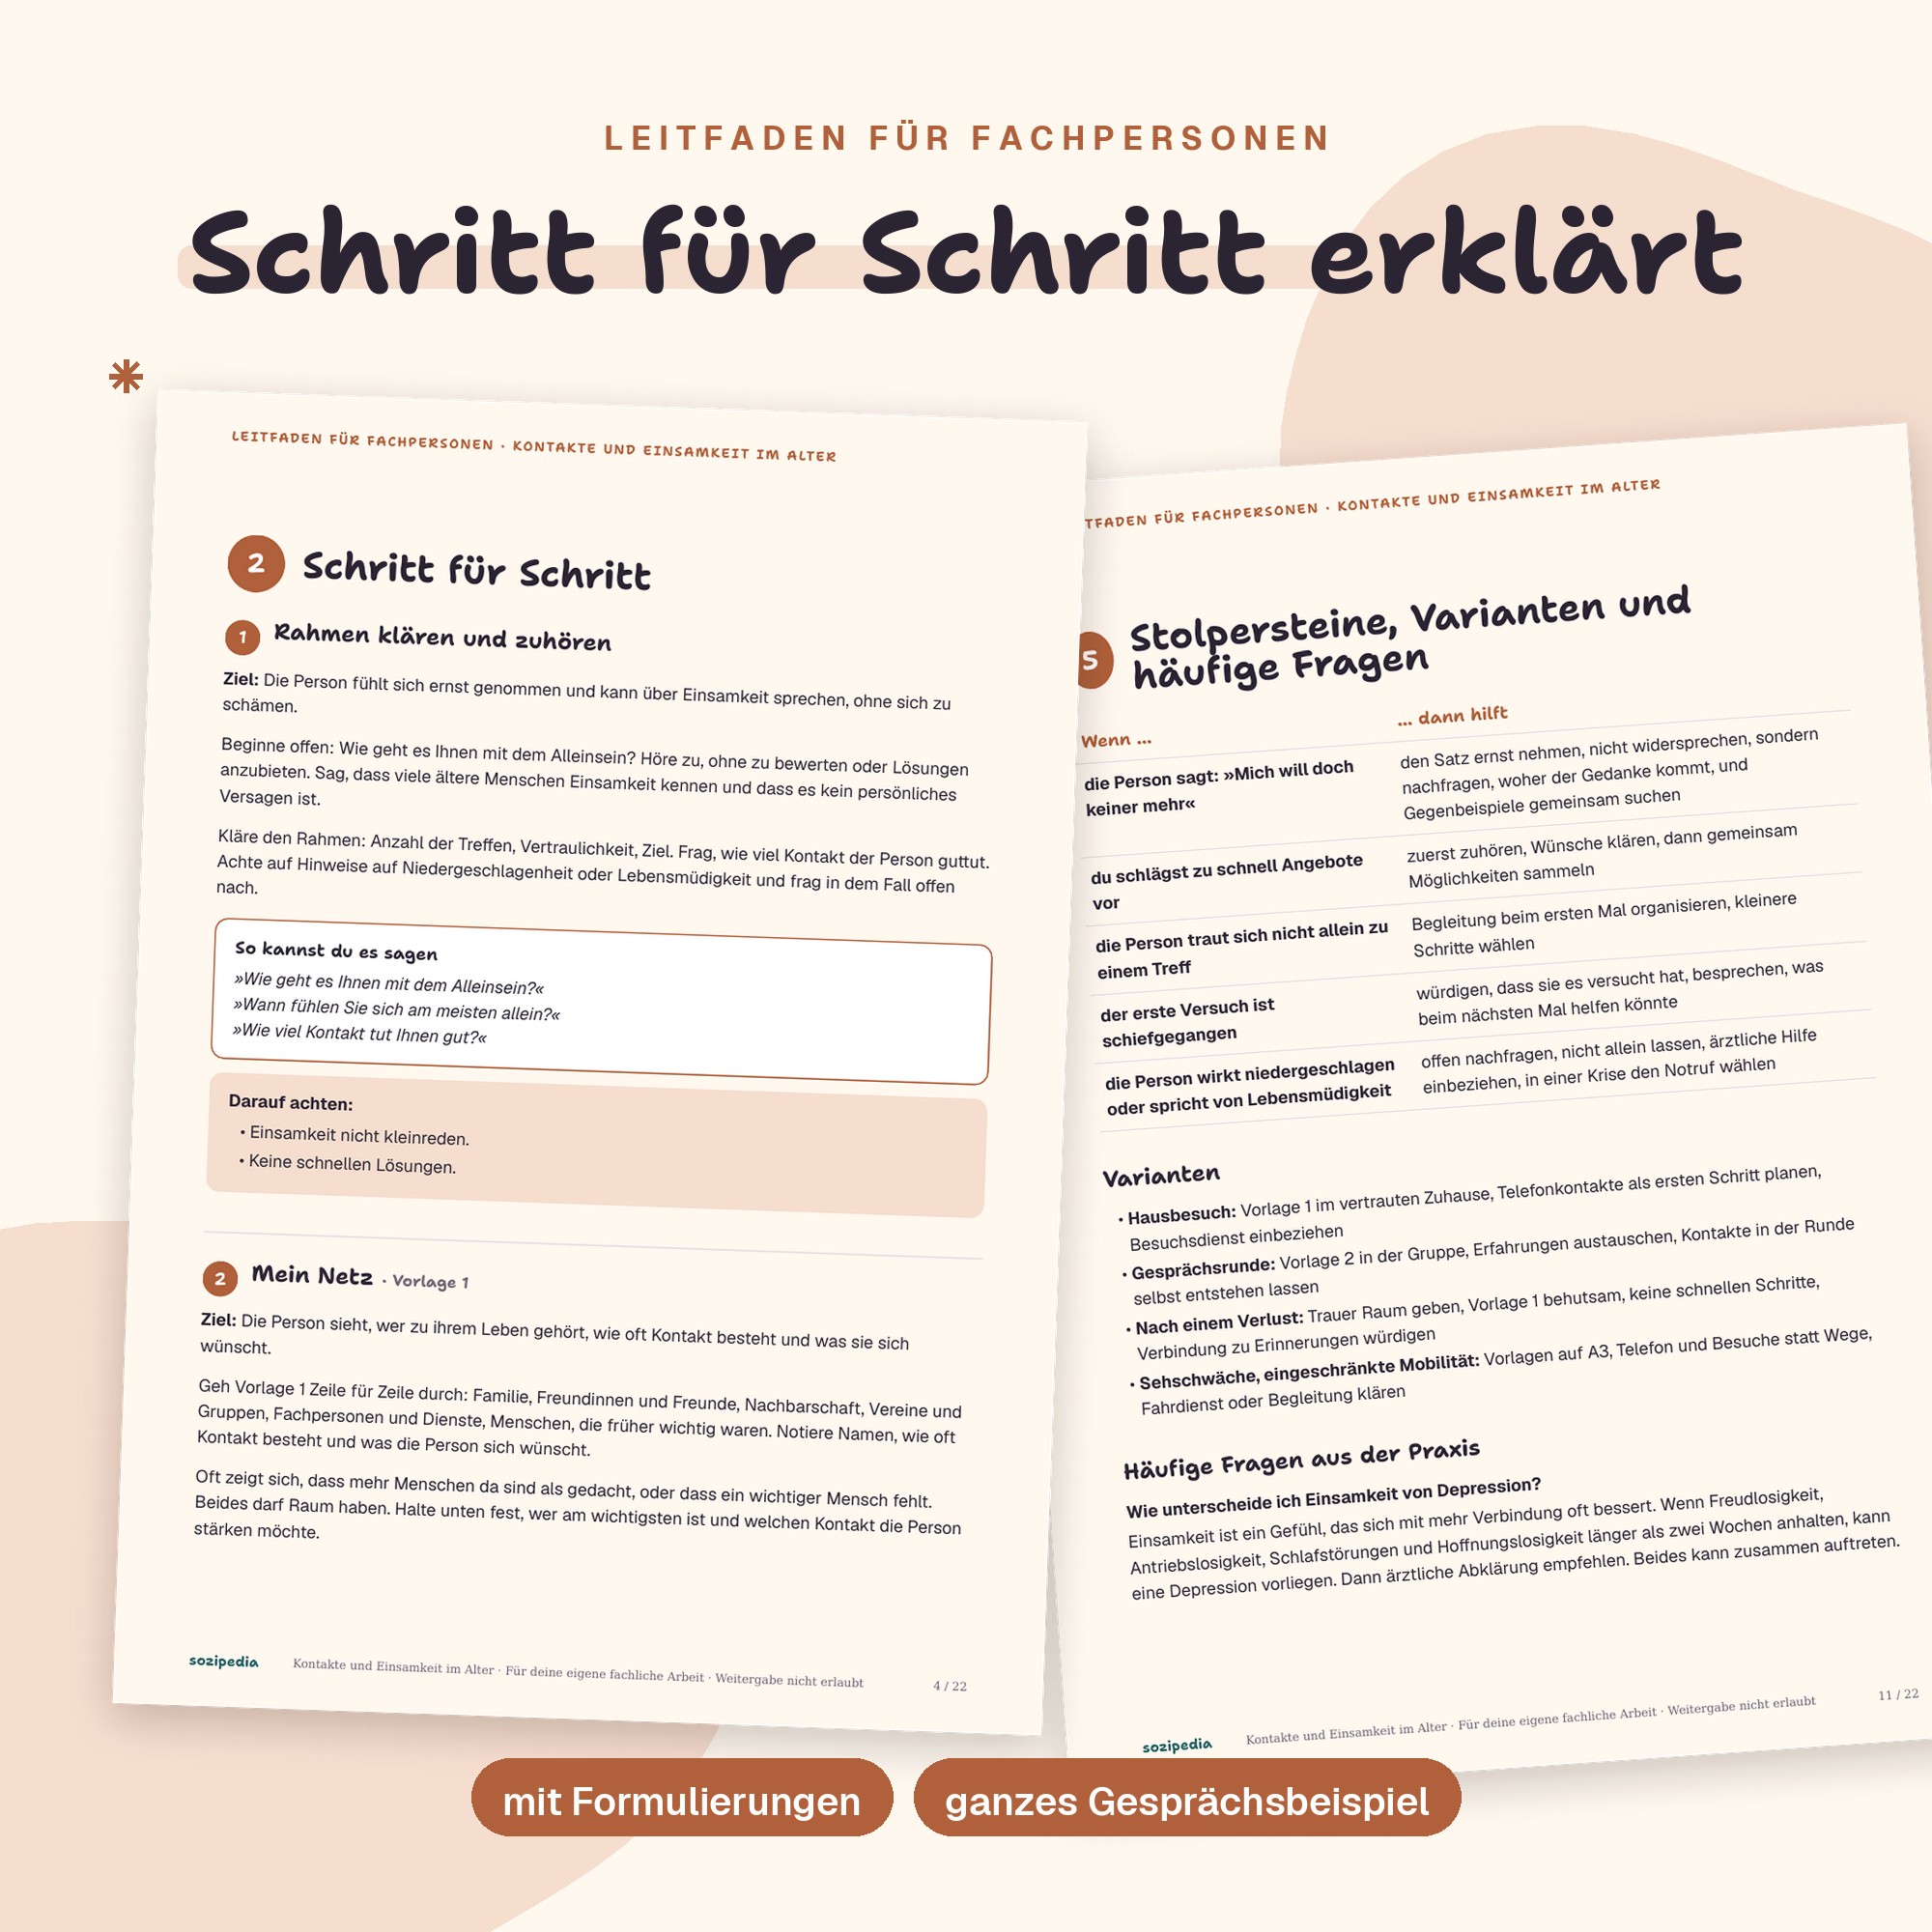 LEITFADEN FÜR FACHPERSONEN
Schritt für Schritt erklärt
LEITFADEN FÜR FACHPERSONEN · KONTAKTE UND EINSAMKEIT IM ALTER
2 Schritt für Schritt
1 Rahmen klären und zuhören
Ziel: Die Person fühlt sich ernst genommen und kann über Einsamkeit sprechen, ohne sich zu
schämen.
Beginne offen: Wie geht es Ihnen mit dem Alleinsein? Höre zu, ohne zu bewerten oder Lösungen
anzubieten. Sag, dass viele ältere Menschen Einsamkeit kennen und dass es kein persönliches
Versagen ist.
Kläre den Rahmen: Anzahl der Treffen, Vertraulichkeit, Ziel. Frag, wie viel Kontakt der Person guttut.
Achte auf Hinweise auf Niedergeschlagenheit oder Lebensmüdigkeit und frag in dem Fall offen
nach.
So kannst du es sagen
»Wie geht es Ihnen mit dem Alleinsein?«
»Wann fühlen Sie sich am meisten allein?«
»Wie viel Kontakt tut Ihnen gut?«
Darauf achten:
• Einsamkeit nicht kleinreden.
• Keine schnellen Lösungen.
2 Mein Netz · Vorlage 1
Ziel: Die Person sieht, wer zu ihrem Leben gehört, wie oft Kontakt besteht und was sie sich
wünscht.
Geh Vorlage 1 Zeile für Zeile durch: Familie, Freundinnen und Freunde, Nachbarschaft, Vereine und
Gruppen, Fachpersonen und Dienste, Menschen, die früher wichtig waren. Notiere Namen, wie oft
Kontakt besteht und was die Person sich wünscht.
Oft zeigt sich, dass mehr Menschen da sind als gedacht, oder dass ein wichtiger Mensch fehlt.
Beides darf Raum haben. Halte unten fest, wer am wichtigsten ist und welchen Kontakt die Person
stärken möchte.
sozipedia Kontakte und Einsamkeit im Alter · Für deine eigene fachliche Arbeit · Weitergabe nicht erlaubt 4 / 22
TFADEN FÜR FACHPERSONEN · KONTAKTE UND EINSAMKEIT IM ALTER
5 Stolpersteine, Varianten und
häufige Fragen
Wenn ... ... dann hilft
die Person sagt: »Mich will doch
keiner mehr«
den Satz ernst nehmen, nicht widersprechen, sondern
nachfragen, woher der Gedanke kommt, und
Gegenbeispiele gemeinsam suchen
du schlägst zu schnell Angebote
vor
zuerst zuhören, Wünsche klären, dann gemeinsam
Möglichkeiten sammeln
die Person traut sich nicht allein zu
einem Treff
Begleitung beim ersten Mal organisieren, kleinere
Schritte wählen
der erste Versuch ist
schiefgegangen
würdigen, dass sie es versucht hat, besprechen, was
beim nächsten Mal helfen könnte
die Person wirkt niedergeschlagen
oder spricht von Lebensmüdigkeit
offen nachfragen, nicht allein lassen, ärztliche Hilfe
einbeziehen, in einer Krise den Notruf wählen
Varianten
• Hausbesuch: Vorlage 1 im vertrauten Zuhause, Telefonkontakte als ersten Schritt planen,
Besuchsdienst einbeziehen
• Gesprächsrunde: Vorlage 2 in der Gruppe, Erfahrungen austauschen, Kontakte in der Runde
selbst entstehen lassen
• Nach einem Verlust: Trauer Raum geben, Vorlage 1 behutsam, keine schnellen Schritte,
Verbindung zu Erinnerungen würdigen
• Sehschwäche, eingeschränkte Mobilität: Vorlagen auf A3, Telefon und Besuche statt Wege,
Fahrdienst oder Begleitung klären
Häufige Fragen aus der Praxis
Wie unterscheide ich Einsamkeit von Depression?
Einsamkeit ist ein Gefühl, das sich mit mehr Verbindung oft bessert. Wenn Freudlosigkeit,
Antriebslosigkeit, Schlafstörungen und Hoffnungslosigkeit länger als zwei Wochen anhalten, kann
eine Depression vorliegen. Dann ärztliche Abklärung empfehlen. Beides kann zusammen auftreten.
sozipedia Kontakte und Einsamkeit im Alter · Für deine eigene fachliche Arbeit · Weitergabe nicht erlaubt 11 / 22
mit Formulierungen
ganzes Gesprächsbeispiel